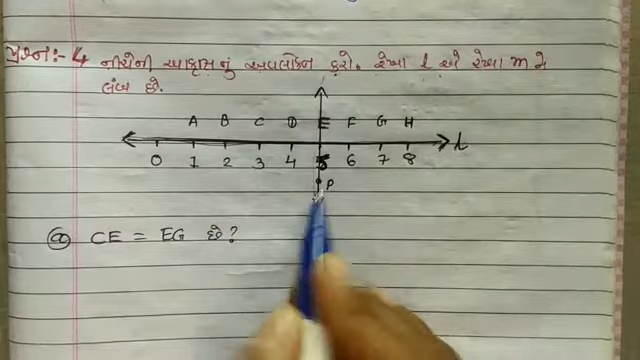 પ્રશ્ન:- 4 નીચેની આકૃતિનું અવલોકન કરો. રેખા l એ રેખા m ને
લંબ છે.
A B C D E F G H
l
0 1 2 3 4 5 6 7 8
P
(a) CE = EG છે?